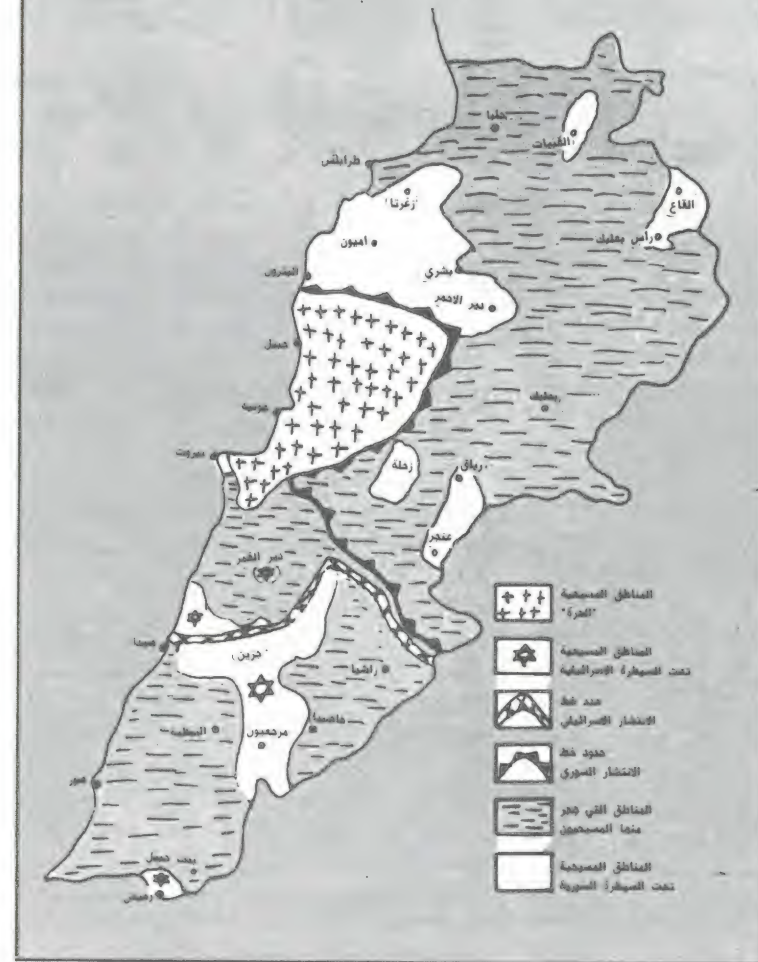 حلبا
القبيات
طرابلس
زغرتا
القاع
رأس بعلبك
اميون
بشري
البترون
دير الاحمر
جبيل
بعلبك
جونيه
بيروت
زحلة
رياق
عنجر
دير القمر
صيدا
جزين
راشيا
حاصبيا
النبطية
مرجعيون
صور
بنت جبيل
رميش
المناطق المسيحية
"الحرة"
المناطق المسيحية
تحت السيطرة الاسرائيلية
خط
الانتشار الاسرائيلي
حدود خط
الانتشار السوري
المناطق التي هجر
منها المسيحيون
المناطق المسيحية
تحت السيطرة السورية